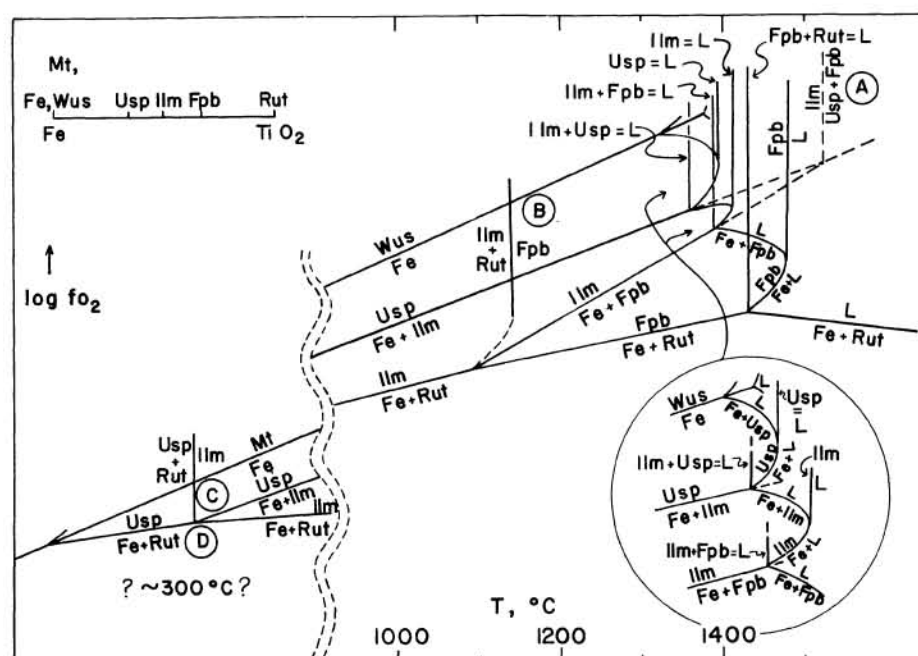 Mt,
Fe, Wus Usp Ilm Fpb Rut
Fe TiO2
↑
log fO2
Ilm = L
Usp = L
Ilm + Fpb = L
Ilm + Usp = L
Fpb + Rut = L
Ilm
Usp + Fpb
A
Fpb
L
B
Wus
Fe
Ilm + Rut
Fpb
Usp
Fe + Ilm
Ilm
Fe + Fpb
Fpb
Fe + Rut
L
Fe + Fpb
Fpb
Fe + L
L
Fe + Rut
Ilm
Fe + Rut
Usp + Rut
Ilm
Mt
Fe
C
Usp
Fe + Ilm
Ilm
Fe + Rut
Usp
Fe + Rut
D
? ~300 °C ?
Wus
Fe
L
L
Fe + Usp
Usp = L
Usp
Fe + L
Ilm + Usp = L
Ilm
L
Usp
Fe + Ilm
L
Fe + Ilm
Ilm + Fpb = L
Ilm
Fe + L
Ilm
Fe + Fpb
L
Fe + Fpb
T, °C
1000 1200 1400